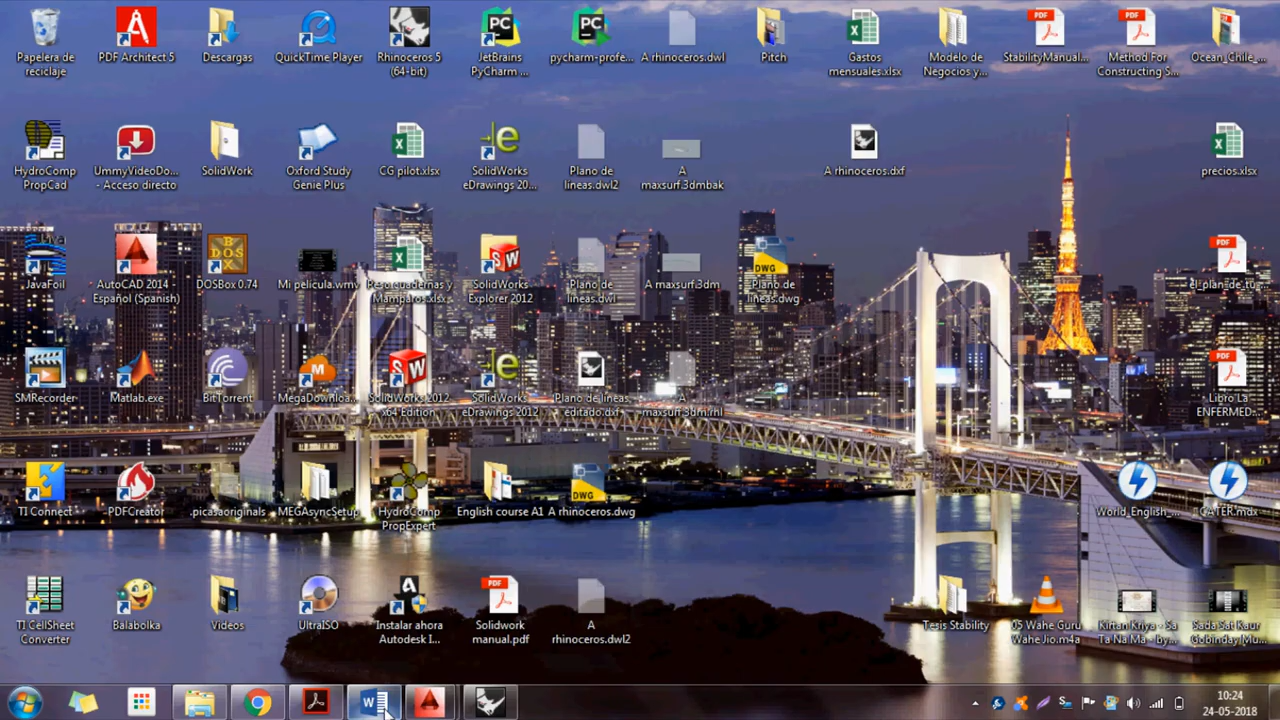 Papelera de
reciclaje
PDF Architect 5
Descargas
QuickTime Player
Rhinoceros 5
(64-bit)
JetBrains
PyCharm ...
pycharm-profe...
A rhinoceros.dwl
Pitch
Gastos
mensuales.xlsx
Modelo de
Negocios y...
StabilityManual...
Method For
Constructing S...
Ocean_Chile_...
HydroComp
PropCad
UmmyVideoDo...
- Acceso directo
SolidWork
Oxford Study
Genie Plus
CG pilot.xlsx
SolidWorks
eDrawings 20...
Plano de
lineas.dwl2
A
maxsurf.3dmbak
A rhinoceros.dxf
precios.xlsx
JavaFoil
AutoCAD 2014 -
Español (Spanish)
DOSBox 0.74
Mi pelicula.wmv
Peso cuadernas y
Mamparos.xlsx
SolidWorks
Explorer 2012
Plano de
lineas.dwl
A maxsurf.3dm
Plano de
lineas.dwg
el_plan_de_tu_...
SMRecorder
Matlab.exe
BitTorrent
MegaDownloa...
SolidWorks 2012
x64 Edition
SolidWorks
eDrawings 2012
Plano de lineas
editado.dxf
A
maxsurf.3dm.rhl
Libro La
ENFERMED...
TI Connect
PDFCreator
.picasaoriginals
MEGAsyncSetup
HydroComp
PropExpert
English course A1
A rhinoceros.dwg
World_English_...
CATER.mdx
TI CellSheet
Converter
Balabolka
Videos
UltraISO
Instalar ahora
Autodesk I...
Solidwork
manual.pdf
A
rhinoceros.dwl2
Tesis Stability
05 Wahe Guru
Wahe Jio.m4a
Kirtan Kriya - Sa
Ta Na Ma - by...
Sada Sat Kaur
Gobinday Mu...
10:24
24-05-2018